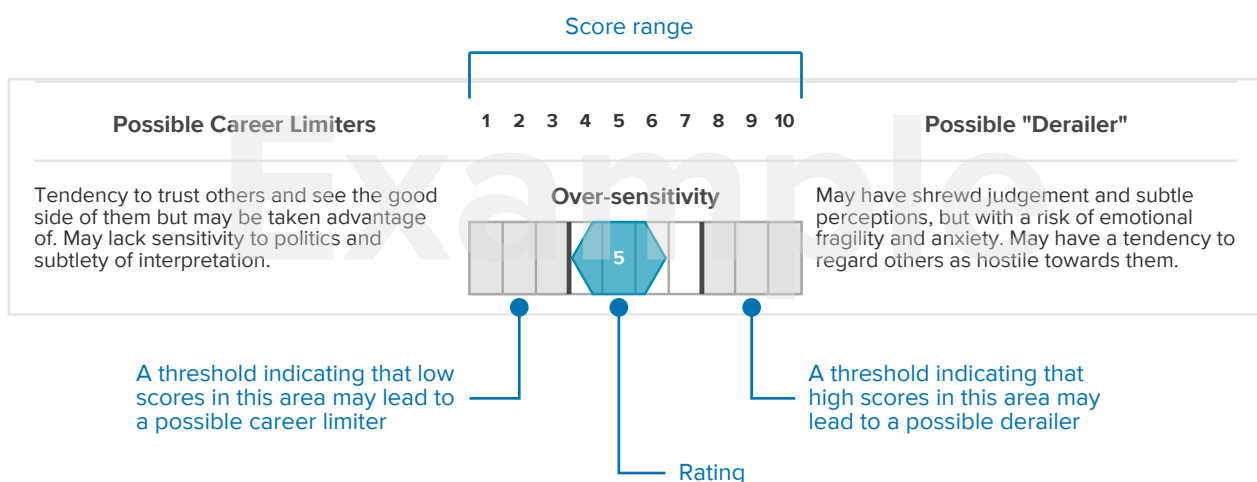 Score range
Possible Career Limiters
1 2 3 4 5 6 7 8 9 10
Possible "Derailer"
Example
Tendency to trust others and see the good
side of them but may be taken advantage
of. May lack sensitivity to politics and
subtlety of interpretation.
Over-sensitivity
5
May have shrewd judgement and subtle
perceptions, but with a risk of emotional
fragility and anxiety. May have a tendency to
regard others as hostile towards them.
A threshold indicating that low
scores in this area may lead to
a possible career limiter
A threshold indicating that
high scores in this area may
lead to a possible derailer
Rating